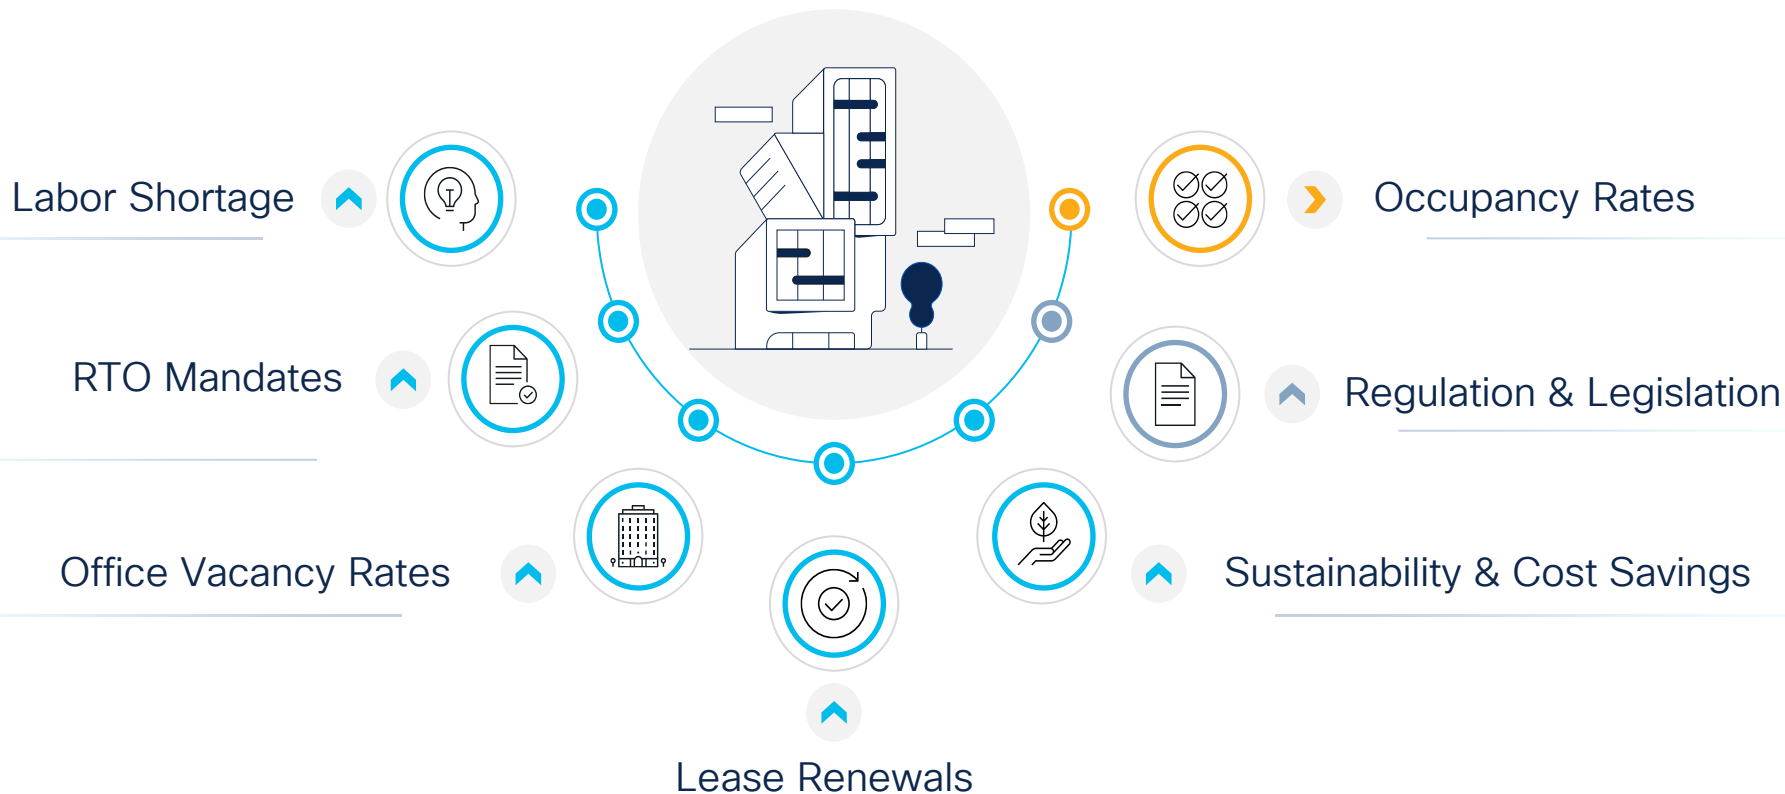 Labor Shortage
RTO Mandates
Office Vacancy Rates
Lease Renewals
Sustainability & Cost Savings
Regulation & Legislation
Occupancy Rates